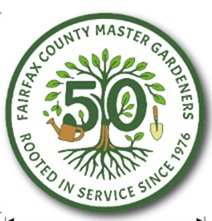 FAIRFAX COUNTY MASTER GARDENERS
50
ROOTED IN SERVICE SINCE 1976